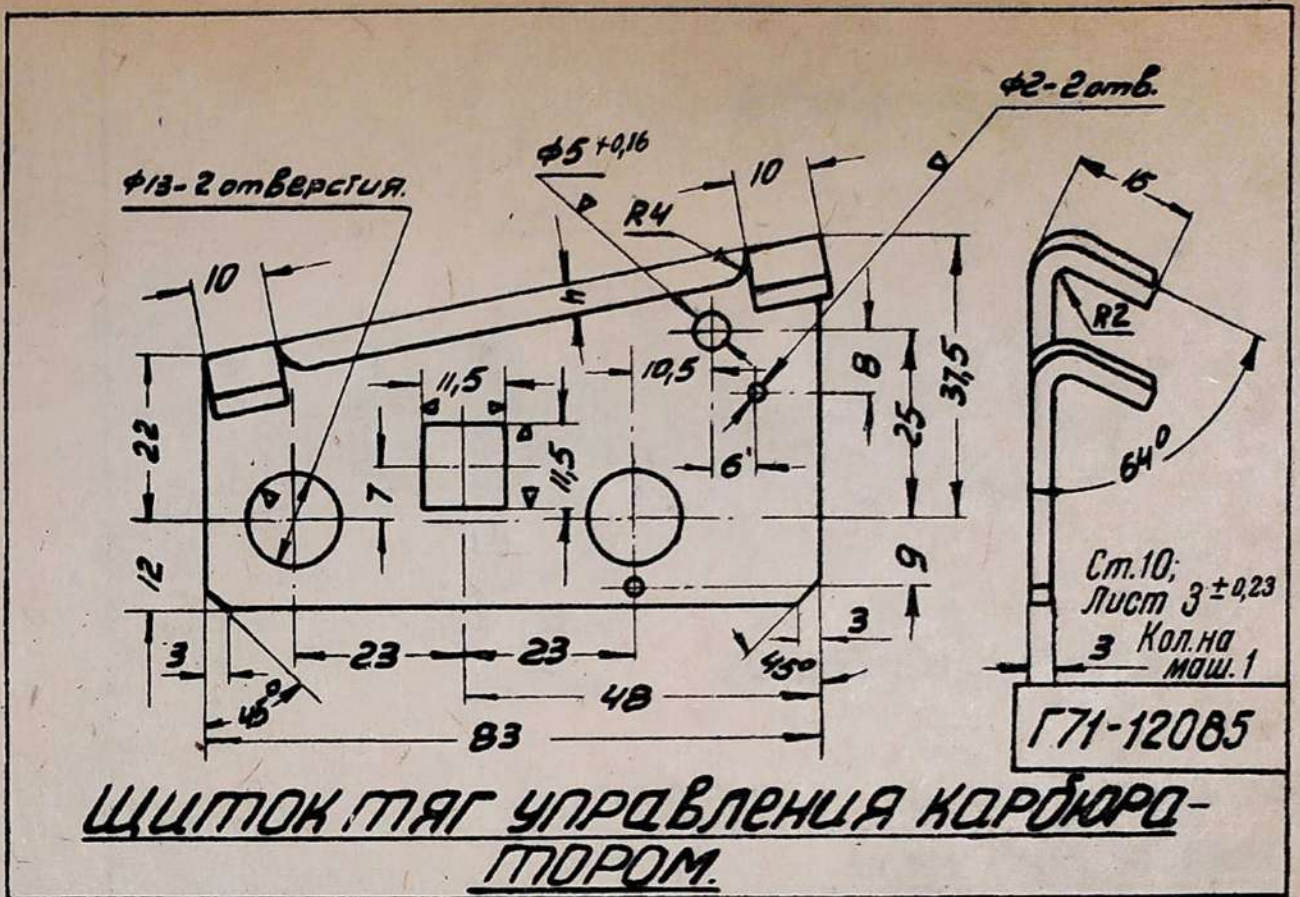 ф2-2отв.
ф5 +0,16
ф13-2 отверстия.
10
R4
15
10
h
R2
10,5
8
11,5
25
37,5
22
6
64°
7
11,5
12
9
Ст.10;
Лист 3 ±0,23
Кол.на
маш.1
3
23
23
3
3
45°
45°
48
83
Г71-12085
Щиток тяг управления карбюра-
тором.